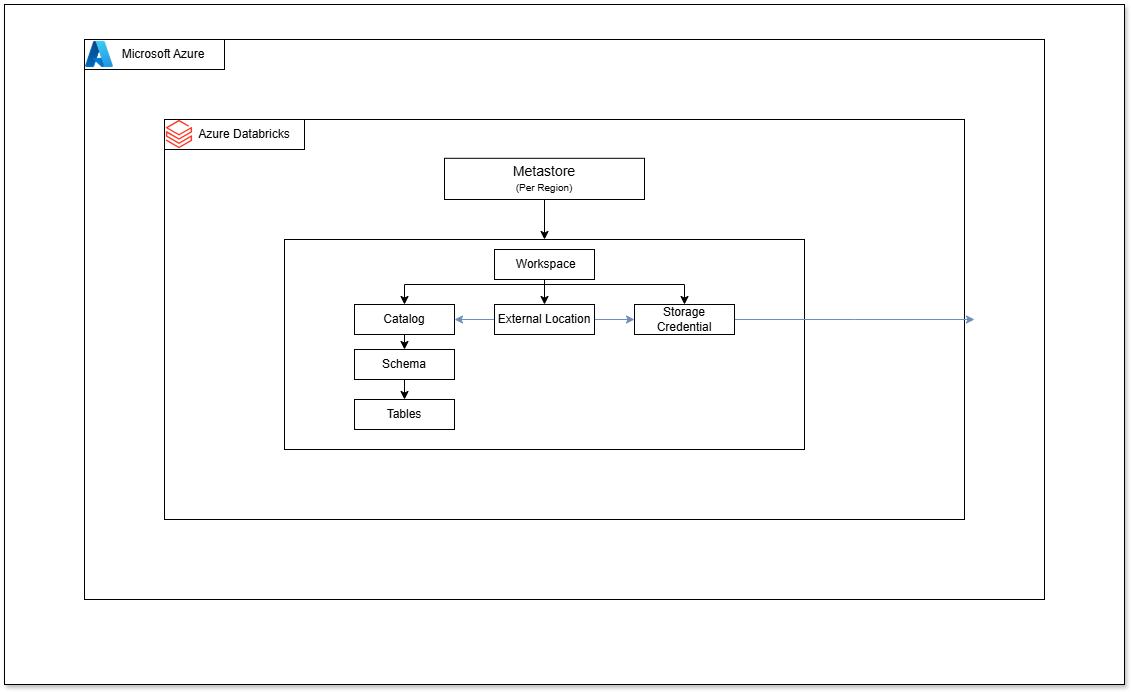 Microsoft Azure
Azure Databricks
Metastore
(Per Region)
Workspace
Catalog
External Location
Storage
Credential
Schema
Tables